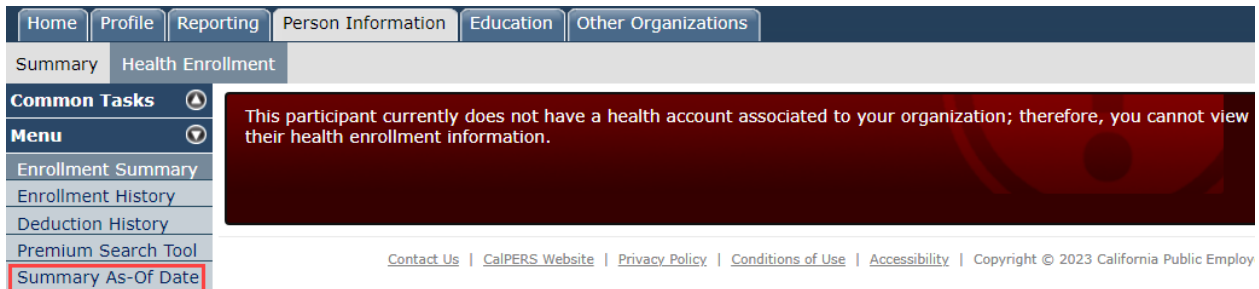 Home Profile Reporting Person Information Education Other Organizations
Summary Health Enrollment
Common Tasks
Menu
Enrollment Summary
Enrollment History
Deduction History
Premium Search Tool
Summary As-Of Date
This participant currently does not have a health account associated to your organization; therefore, you cannot view
their health enrollment information.
Contact Us | CalPERS Website | Privacy Policy | Conditions of Use | Accessibility | Copyright © 2023 California Public Employ